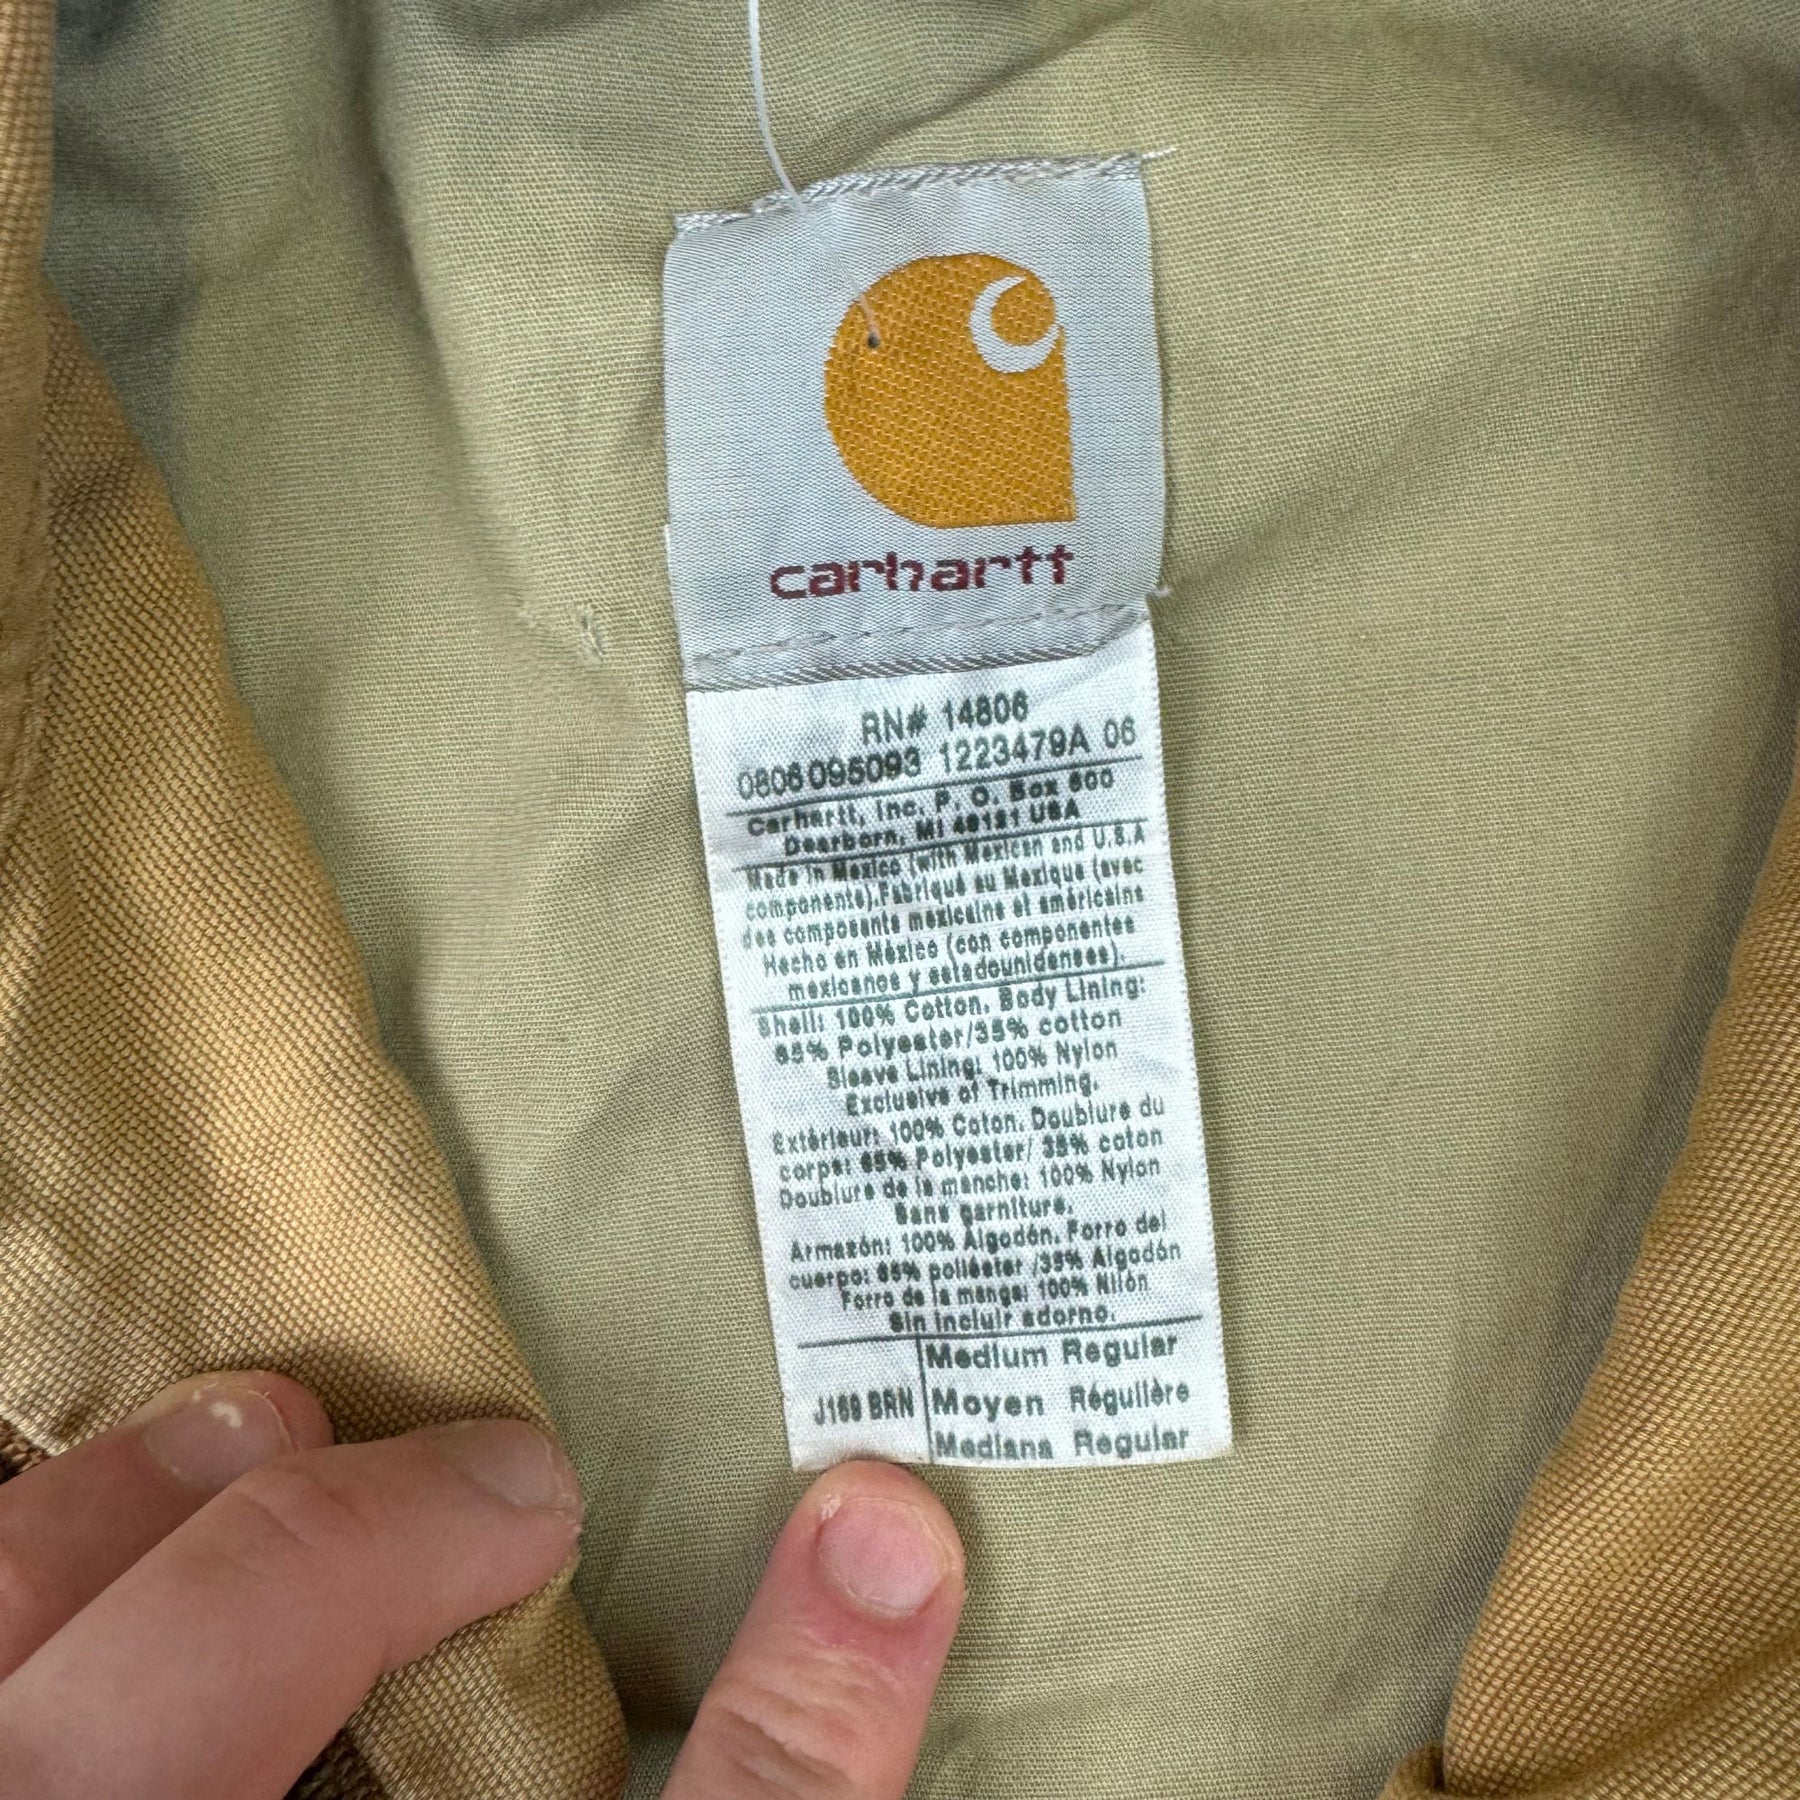 carhartt
RN# 14806
0806095093 1223479A 06
Carhartt, Inc. P. O. Box 600
Dearborn, MI 48121 USA
Made in Mexico (with Mexican and U.S.A
components).Fabriqué au Mexique (avec
des composants mexicains et américains
Hecho en México (con componentes
mexicanos y estadounidenses).
Shell: 100% Cotton. Body Lining:
65% Polyester/35% cotton
Sleeve Lining: 100% Nylon
Exclusive of Trimming.
Extérieur: 100% Coton. Doublure du
corps: 65% Polyester/ 35% coton
Doublure de la manche: 100% Nylon
Sans garniture.
Armazón: 100% Algodón. Forro del
cuerpo: 65% poliéster /35% Algodón
Forro de la manga: 100% Nilón
Sin incluir adorno.
Medium Regular
J169 BRN Moyen Régulière
Mediana Regular